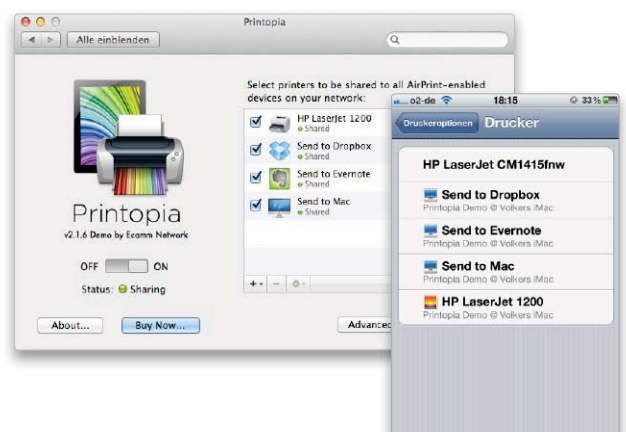 Printopia
Alle einblenden
Select printers to be shared to all AirPrint-enabled
devices on your network:
HP LaserJet 1200
Shared
Send to Dropbox
Shared
Send to Evernote
Shared
Send to Mac
Shared
Printopia
v2.1.6 Demo by Ecamm Network
OFF ON
Status: Sharing
About... Buy Now...
Advanced
o2-de 18:15 33 %
Druckeroptionen Drucker
HP LaserJet CM1415fnw
Send to Dropbox
Printopia Demo @ Volkers iMac
Send to Evernote
Printopia Demo @ Volkers iMac
Send to Mac
Printopia Demo @ Volkers iMac
HP LaserJet 1200
Printopia Demo @ Volkers iMac